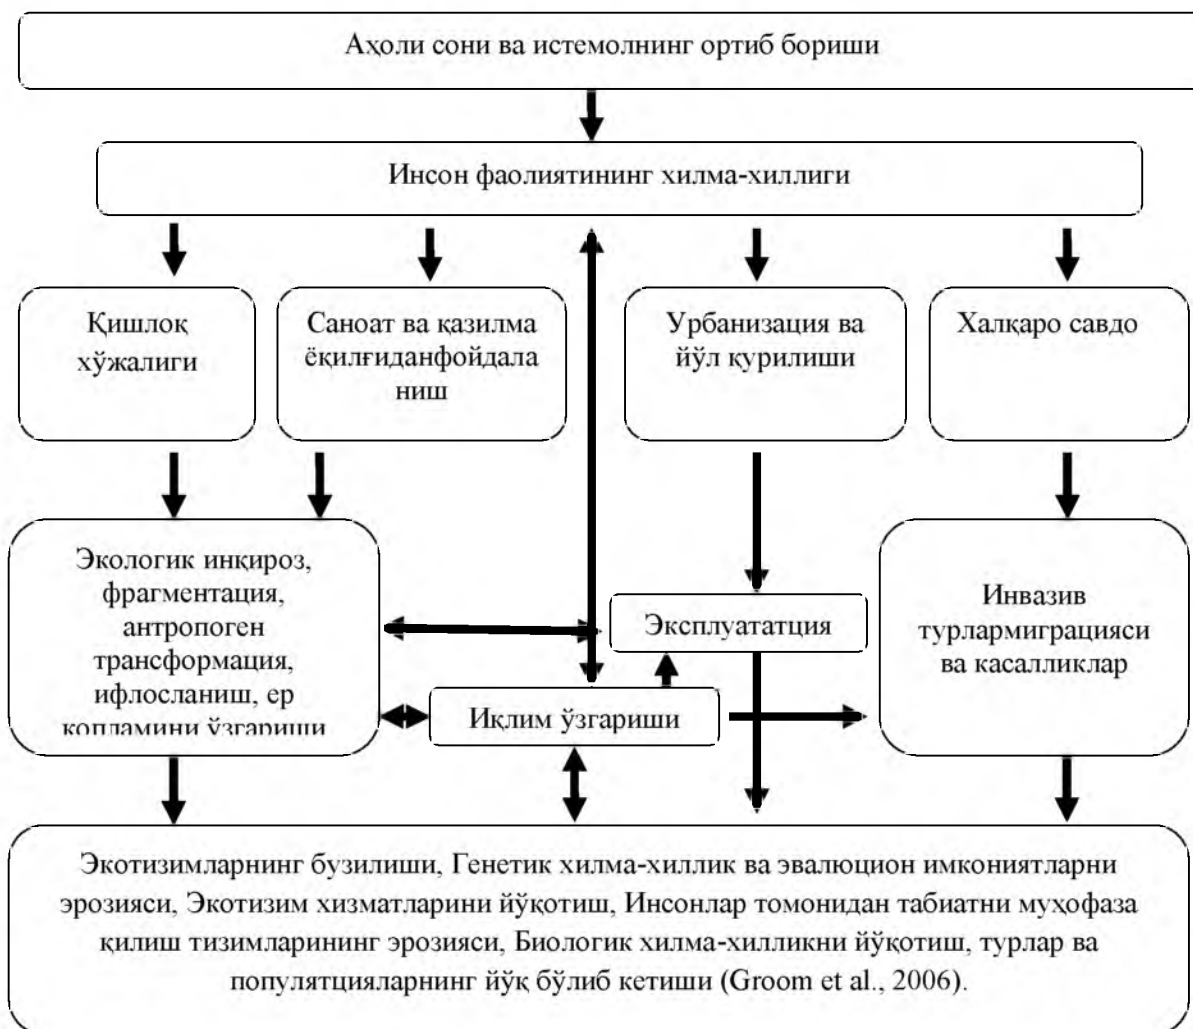 Аҳоли сони ва истемолнинг ортиб бориши
Инсон фаолиятининг хилма-хиллиги
Қишлоқ
хўжалиги
Саноат ва қазилма
ёқилғиданфойдала
ниш
Урбанизация ва
йўл қурилиши
Халқаро савдо
Экологик инқироз,
фрагментация,
антропоген
трансформация,
ифлосланиш, ер
копламини ўзгариши
Эксплуататция
Инвазив
турлармиграцияси
ва касалликлар
Иқлим ўзгариши
Экотизимларнинг бузилиши, Генетик хилма-хиллик ва эвалюцион имкониятларни
эрозияси, Экотизим хизматларини йўқотиш, Инсонлар томонидан табиатни муҳофаза
қилиш тизимларининг эрозияси, Биологик хилма-хилликни йўқотиш, турлар ва
популятцияларнинг йўқ бўлиб кетиши (Groom et al., 2006).